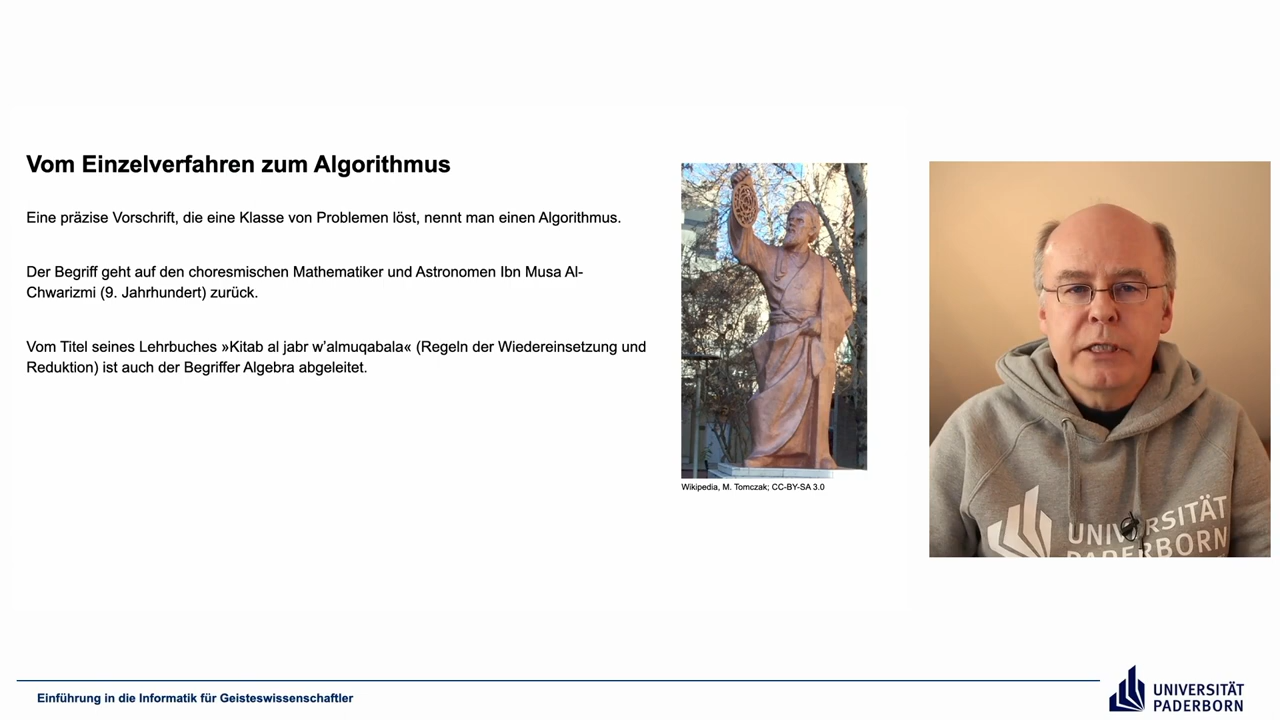 Vom Einzelverfahren zum Algorithmus
Eine präzise Vorschrift, die eine Klasse von Problemen löst, nennt man einen Algorithmus.
Der Begriff geht auf den choresmischen Mathematiker und Astronomen Ibn Musa Al-
Chwarizmi (9. Jahrhundert) zurück.
Vom Titel seines Lehrbuches »Kitab al jabr w’almuqabala« (Regeln der Wiedereinsetzung und
Reduktion) ist auch der Begriffer Algebra abgeleitet.
Wikipedia, M. Tomczak; CC-BY-SA 3.0
UNIVERSITÄT
PADERBORN
Einführung in die Informatik für Geisteswissenschaftler
UNIVERSITÄT
PADERBORN